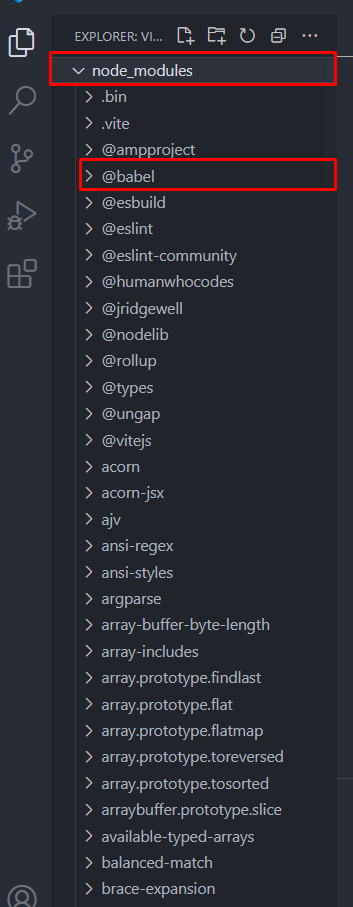 EXPLORER: VI...
node_modules
.bin
.vite
@ampproject
@babel
@esbuild
@eslint
@eslint-community
@humanwhocodes
@jridgewell
@nodelib
@rollup
@types
@ungap
@vitejs
acorn
acorn-jsx
ajv
ansi-regex
ansi-styles
argparse
array-buffer-byte-length
array-includes
array.prototype.findlast
array.prototype.flat
array.prototype.flatmap
array.prototype.toreversed
array.prototype.tosorted
arraybuffer.prototype.slice
available-typed-arrays
balanced-match
brace-expansion